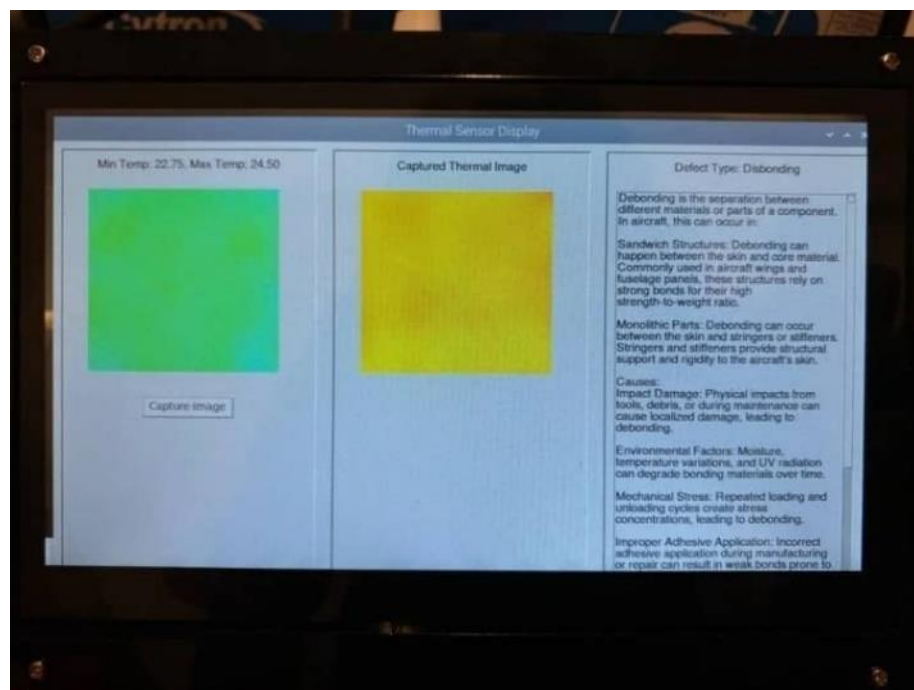 Cytron
Thermal Sensor Display
Min Temp: 22.75, Max Temp: 24.50
Capture Image
Captured Thermal Image
Defect Type: Disbonding
Debonding is the separation between
different materials or parts of a component.
In aircraft, this can occur in:
Sandwich Structures: Debonding can
happen between the skin and core material.
Commonly used in aircraft wings and
fuselage panels, these structures rely on
strong bonds for their high
strength-to-weight ratio.
Monolithic Parts: Debonding can occur
between the skin and stringers or stiffeners.
Stringers and stiffeners provide structural
support and rigidity to the aircraft's skin.
Causes:
Impact Damage: Physical impacts from
tools, debris, or during maintenance can
cause localized damage, leading to
debonding.
Environmental Factors: Moisture,
temperature variations, and UV radiation
can degrade bonding materials over time.
Mechanical Stress: Repeated loading and
unloading cycles create stress
concentrations, leading to debonding.
Improper Adhesive Application: Incorrect
adhesive application during manufacturing
or repair can result in weak bonds prone to